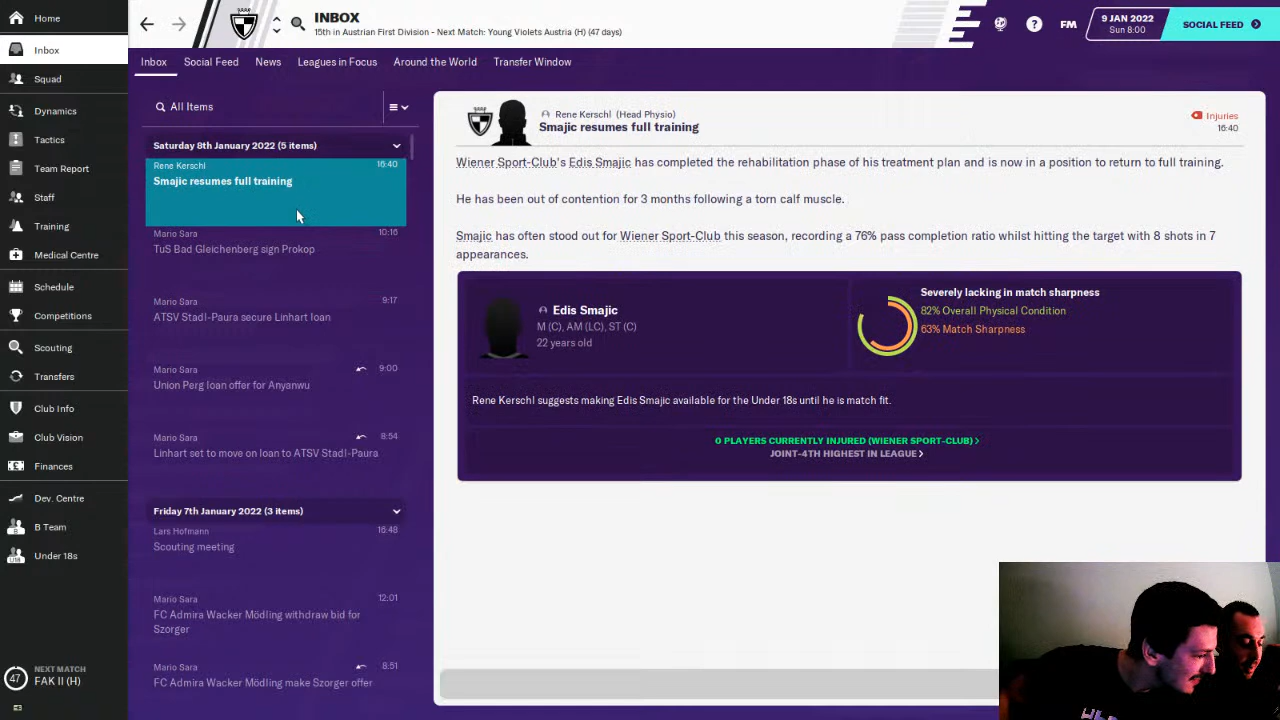 INBOX
15th in Austrian First Division - Next Match: Young Violets Austria (H) (47 days)
FM
9 JAN 2022
Sun 8:00
SOCIAL FEED
Home
Inbox
Squad
Dynamics
Tactics
Team Report
Staff
Training
Medical Centre
Schedule
Competitions
Scouting
Transfers
Club Info
Club Vision
Finances
Dev. Centre
B Team
Under 18s
NEXT MATCH
47 FAK II (H)
Inbox Social Feed News Leagues in Focus Around the World Transfer Window
All Items
Saturday 8th January 2022 (5 items)
Rene Kerschl 16:40
Smajic resumes full training
Mario Sara 10:16
TuS Bad Gleichenberg sign Prokop
Mario Sara 9:17
ATSV Stadl-Paura secure Linhart loan
Mario Sara 9:00
Union Perg loan offer for Anyanwu
Mario Sara 8:54
Linhart set to move on loan to ATSV Stadl-Paura
Friday 7th January 2022 (3 items)
Lars Hofmann 16:48
Scouting meeting
Mario Sara 12:01
FC Admira Wacker Mödling withdraw bid for
Szorger
Mario Sara 8:51
FC Admira Wacker Mödling make Szorger offer
Rene Kerschl (Head Physio)
Smajic resumes full training
Injuries
16:40
Wiener Sport-Club's Edis Smajic has completed the rehabilitation phase of his treatment plan and is now in a position to return to full training.
He has been out of contention for 3 months following a torn calf muscle.
Smajic has often stood out for Wiener Sport-Club this season, recording a 76% pass completion ratio whilst hitting the target with 8 shots in 7
appearances.
Edis Smajic
M (C), AM (LC), ST (C)
22 years old
Severely lacking in match sharpness
82% Overall Physical Condition
63% Match Sharpness
Rene Kerschl suggests making Edis Smajic available for the Under 18s until he is match fit.
0 PLAYERS CURRENTLY INJURED (WIENER SPORT-CLUB)
JOINT-4TH HIGHEST IN LEAGUE